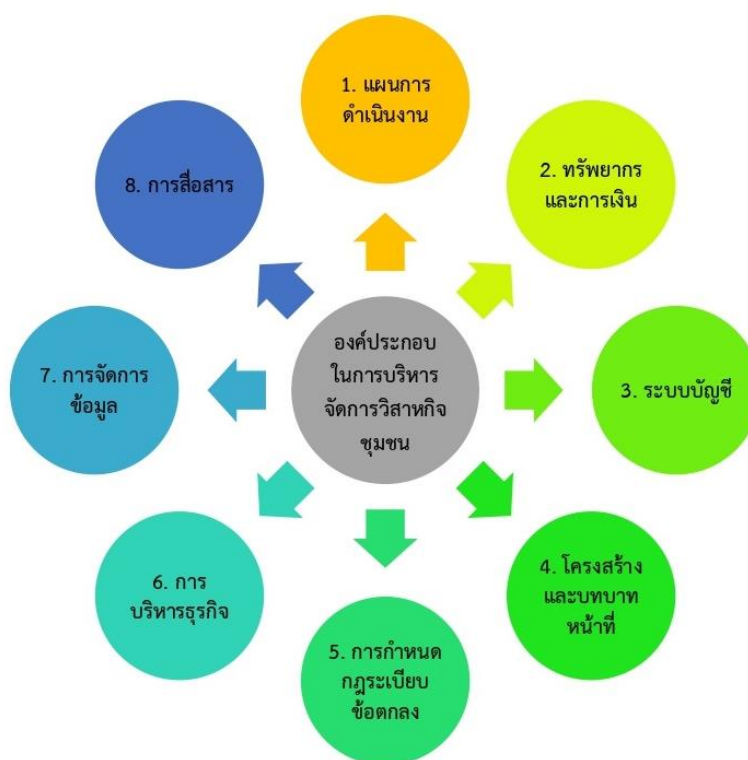 องค์ประกอบ
ในการบริหาร
จัดการวิสาหกิจ
ชุมชน
1. แผนการ
ดำเนินงาน
2. ทรัพยากร
และการเงิน
3. ระบบบัญชี
4. โครงสร้าง
และบทบาท
หน้าที่
5. การกำหนด
กฎระเบียบ
ข้อตกลง
6. การ
บริหารธุรกิจ
7. การจัดการ
ข้อมูล
8. การสื่อสาร